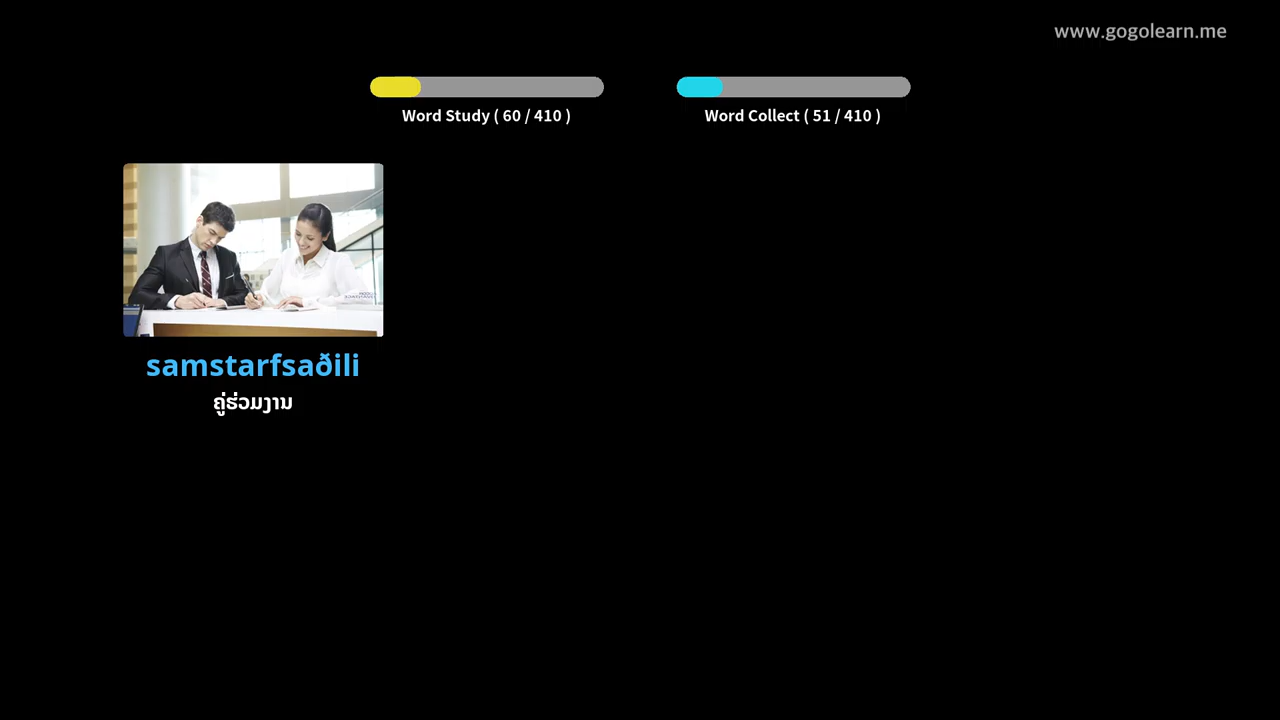 www.gogolearn.me
Word Study ( 60 / 410 )
Word Collect ( 51 / 410 )
samstarfsaðili
ຄູ່ຮ່ວມງານ